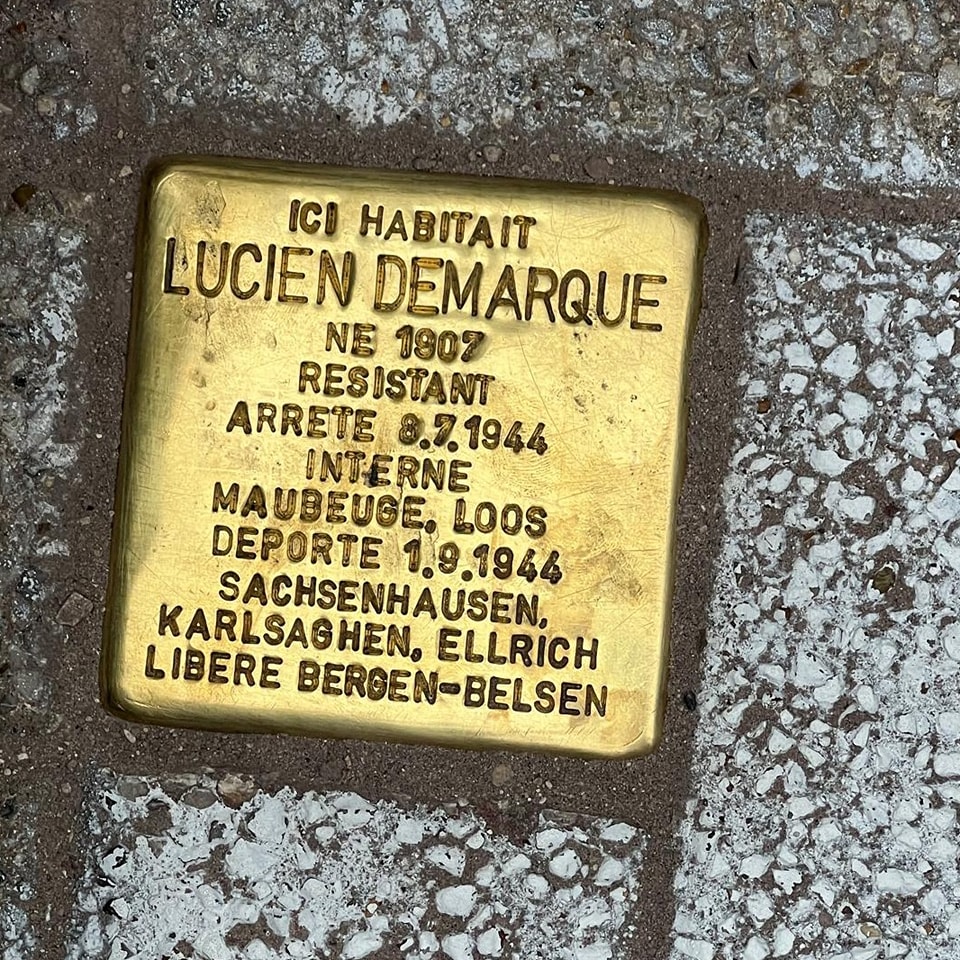 ICI HABITAIT
LUCIEN DEMARQUE
NE 1907
RESISTANT
ARRETE 8.7.1944
INTERNE
MAUBEUGE, LOOS
DEPORTE 1.9.1944
SACHSENHAUSEN,
KARLSAGHEN, ELLRICH
LIBERE BERGEN-BELSEN